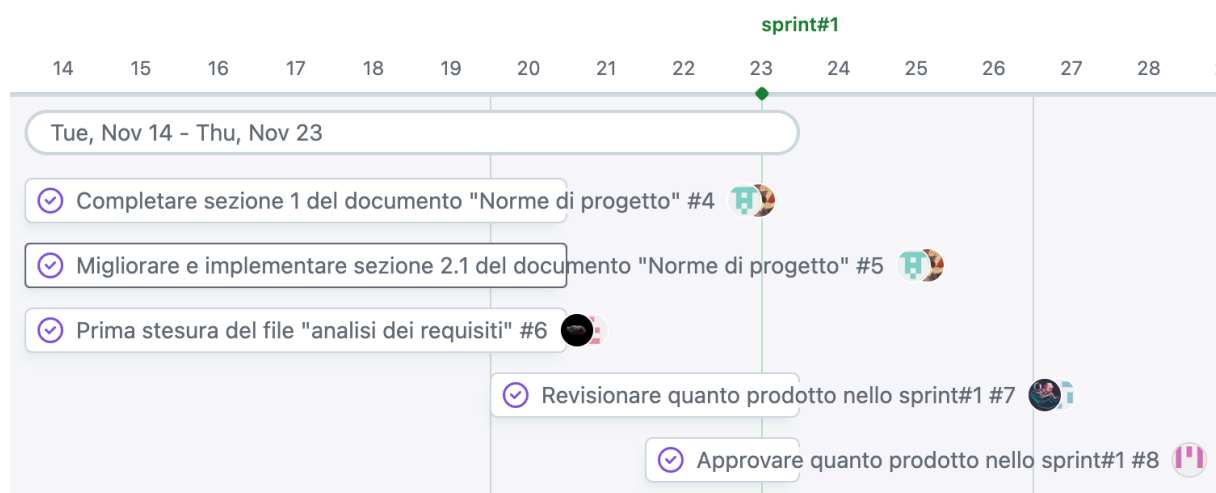 sprint#1
14 15 16 17 18 19 20 21 22 23 24 25 26 27 28
Tue, Nov 14 - Thu, Nov 23
Completare sezione 1 del documento "Norme di progetto" #4
Migliorare e implementare sezione 2.1 del documento "Norme di progetto" #5
Prima stesura del file "analisi dei requisiti" #6
Revisionare quanto prodotto nello sprint#1 #7
Approvare quanto prodotto nello sprint#1 #8